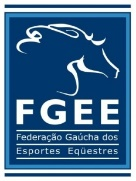 FGEE
Federação Gaúcha dos
Esportes Eqüestres